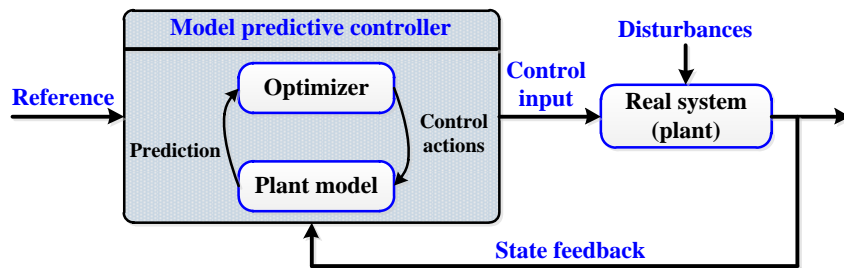 Model predictive controller
Disturbances
Reference
Optimizer
Control
input
Real system
(plant)
Prediction
Control
actions
Plant model
State feedback